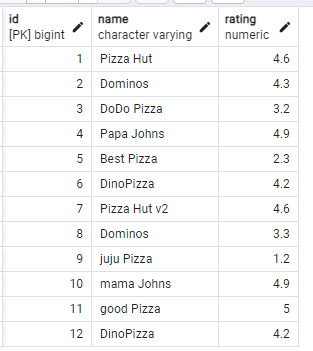 id name rating
[PK] bigint character varying numeric
1 Pizza Hut 4.6
2 Dominos 4.3
3 DoDo Pizza 3.2
4 Papa Johns 4.9
5 Best Pizza 2.3
6 DinoPizza 4.2
7 Pizza Hut v2 4.6
8 Dominos 3.3
9 juju Pizza 1.2
10 mama Johns 4.9
11 good Pizza 5
12 DinoPizza 4.2